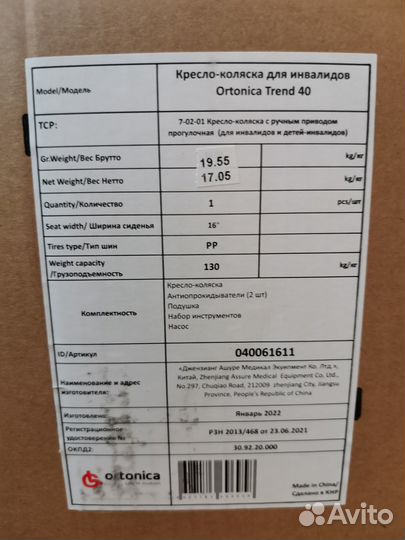 Model/Модель
Кресло-коляска для инвалидов
Ortonica Trend 40
ТСР:
7-02-01 Кресло-коляска с ручным приводом
прогулочная (для инвалидов и детей-инвалидов)
Gr.Weight/Вес Брутто 19.55 kg/кг
Net Weight/Вес Нетто 17.05 kg/кг
Quantity/Количество 1 pcs/шт
Seat width/ Ширина сиденья 16"
Tires type/Тип шин PP
Weight capacity
/Грузоподъемность 130 kg/кг
Комплектность
Кресло-коляска
Антиопрокидыватели (2 шт)
Подушка
Набор инструментов
Насос
ID/Артикул 040061611
Наименование и адрес
изготовителя:
«Джензианг Ашуре Медикал Экуипмент Ко. Лтд.»,
Китай, Zhenjiang Assure Medical Equipment Co, Ltd.,
No.297, Chuqiao Road, 212009 zhenjiang City, Jiangsu
Province, People's Republic of China
Изготовлено: Январь 2022
Регистрационное
удостоверение № РЗН 2013/468 от 23.06.2021
ОКПД2: 30.92.20.000
ortonica
Made in China/
Сделано в КНР
Avito